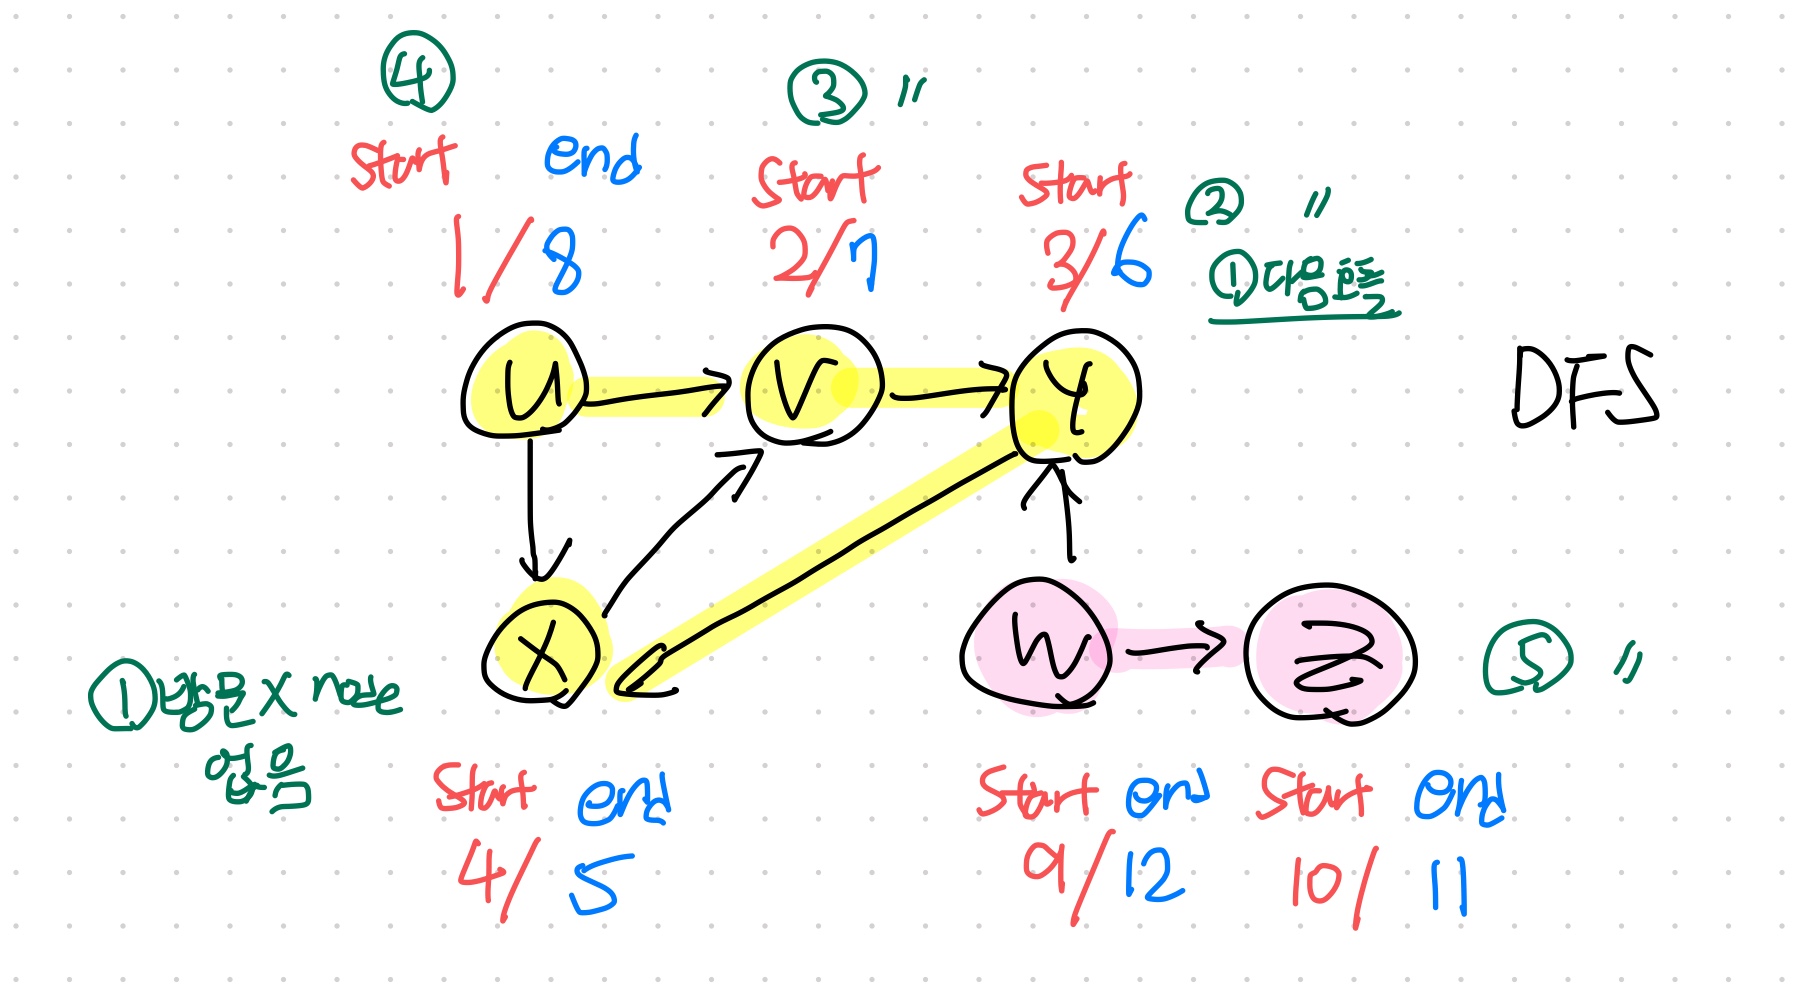 ④
③ "
start end
start
start
② "
1/8
2/7
3/6
①다음 노드들
U
V
Y
DFS
X
W
Z
⑤ "
①방문X node
없음
start end
start end
start end
4/5
9/12
10/11